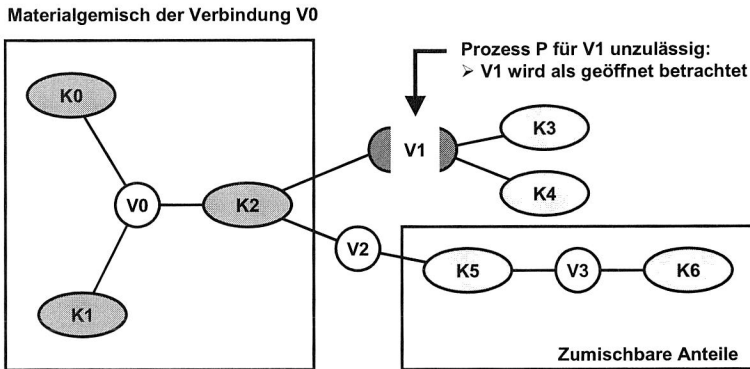 Materialgemisch der Verbindung V0
Prozess P für V1 unzulässig:
➢ V1 wird als geöffnet betrachtet
K0
K3
V1
K4
V0
K2
V2
K5
V3
K6
K1
Zumischbare Anteile